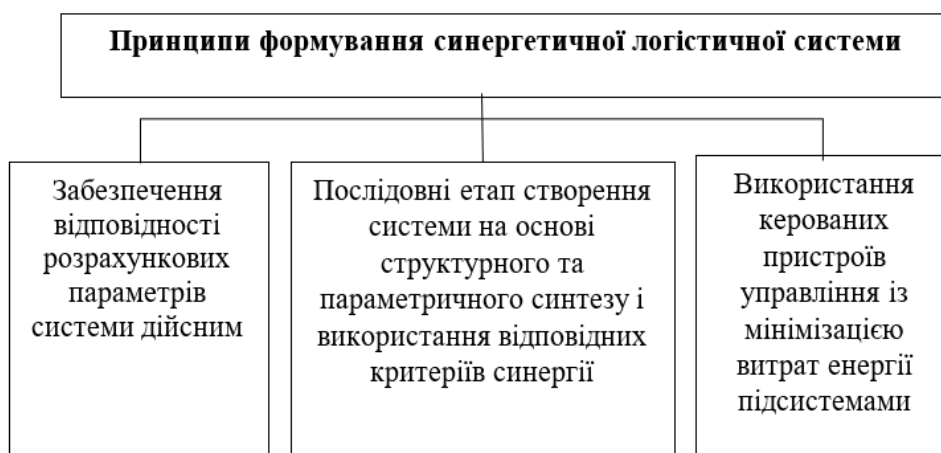 Принципи формування синергетичної логістичної системи
Забезпечення
відповідності
розрахункових
параметрів
системи дійсним
Послідовні етап створення
системи на основі
структурного та
параметричного синтезу і
використання відповідних
критеріїв синергії
Використання
керованих
пристроїв
управління із
мінімізацією
витрат енергії
підсистемами